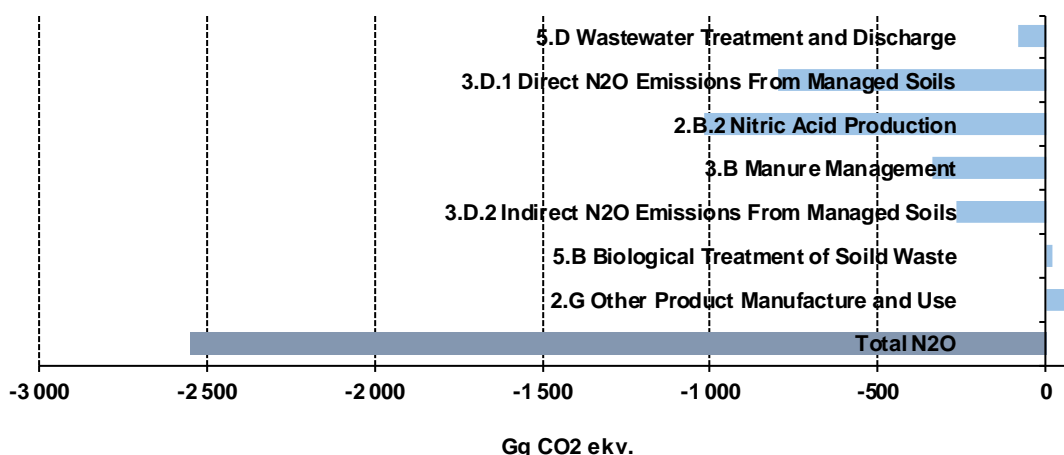 5.D Wastewater Treatment and Discharge
3.D.1 Direct N2O Emissions From Managed Soils
2.B.2 Nitric Acid Production
3.B Manure Management
3.D.2 Indirect N2O Emissions From Managed Soils
5.B Biological Treatment of Soild Waste
2.G Other Product Manufacture and Use
Total N2O
-3 000 -2 500 -2 000 -1 500 -1 000 -500 0
Gg CO2 ekv.